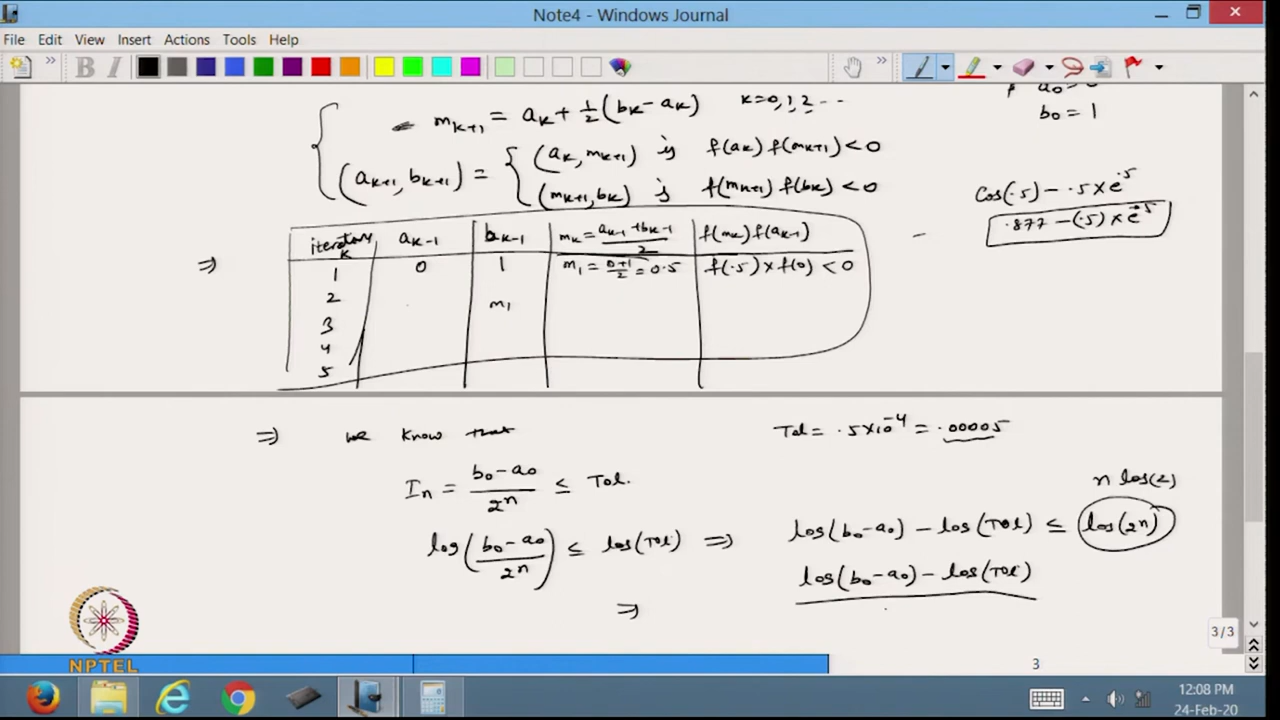 Note4 - Windows Journal
File Edit View Insert Actions Tools Help
a₀=0
m_{k+1} = a_k + 1/2 (b_k - a_k) k=0,1,2---
b₀ = 1
(a_{k+1}, b_{k+1}) = { (a_k, m_{k+1}) is f(a_k) f(m_{k+1}) < 0
(m_{k+1}, b_k) is f(m_{k+1}) f(b_k) < 0
cos(.5) - .5 x e^{.5}
.877 - (.5) x e^{.5}
iterations k a_{k-1} b_{k-1} m_k = (a_{k-1} + b_{k-1})/2 f(m_k) f(a_{k-1})
⇒ 1 0 1 m₁ = (0+1)/2 = 0.5 f(.5) x f(0) < 0
2 m₁
3
4
5
⇒ we know that Tol = .5x10^{-4} = .00005
I_n = (b₀ - a₀)/2^n ≤ Tol. n log(2)
log((b₀ - a₀)/2^n) ≤ log(Tol) ⇒ log(b₀ - a₀) - log(Tol) ≤ log(2^n)
⇒ log(b₀ - a₀) - log(Tol)
3/3
NPTEL
3
12:08 PM
24-Feb-20